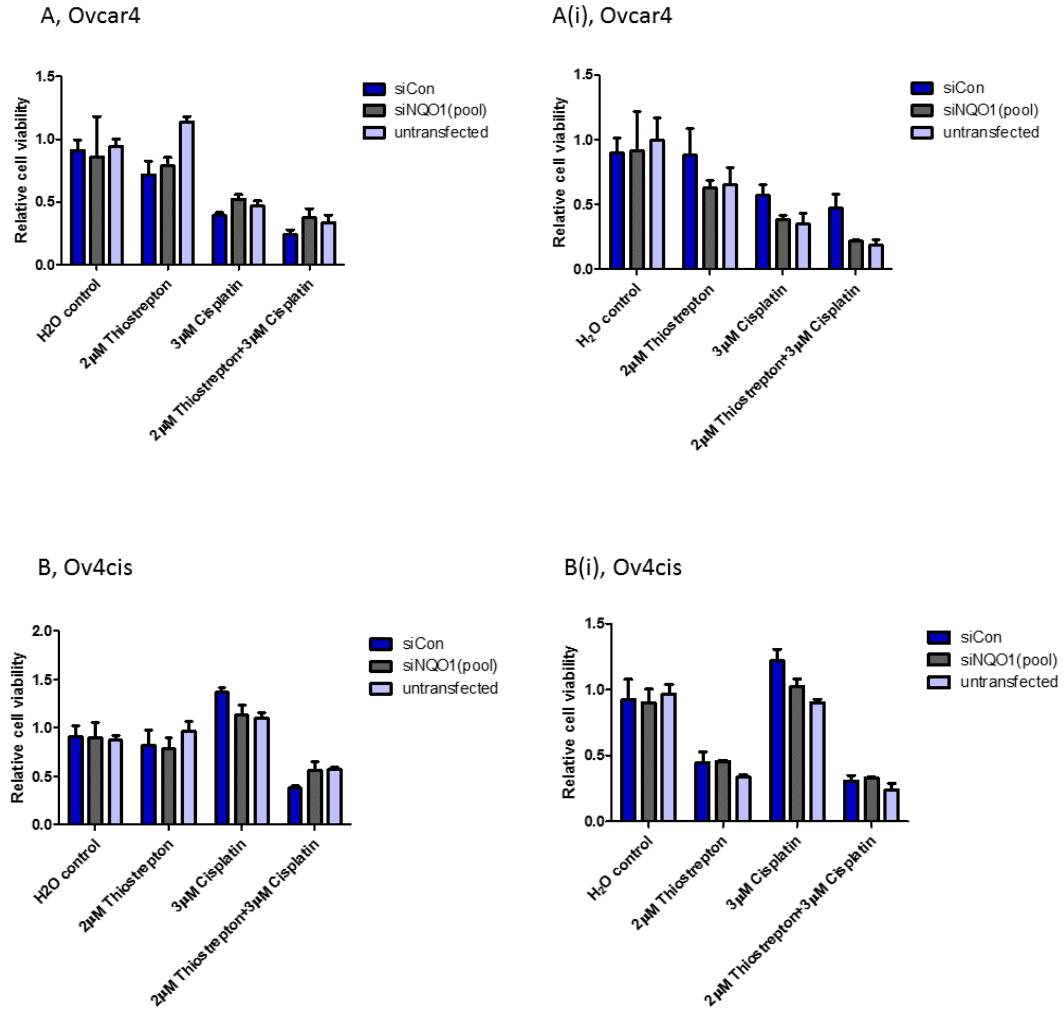 A, Ovcar4
1.5
1.0
0.5
0.0
Relative cell viability
siCon
siNQO1(pool)
untransfected
H2O control
2µM Thiostrepton
3µM Cisplatin
2µM Thiostrepton+3µM Cisplatin
A(i), Ovcar4
1.5
1.0
0.5
0.0
Relative cell viability
siCon
siNQO1(pool)
untransfected
H₂O control
2µM Thiostrepton
3µM Cisplatin
2µM Thiostrepton+3µM Cisplatin
B, Ov4cis
2.0
1.5
1.0
0.5
0.0
Relative cell viability
siCon
siNQO1(pool)
untransfected
H2O control
2µM Thiostrepton
3µM Cisplatin
2µM Thiostrepton+3µM Cisplatin
B(i), Ov4cis
1.5
1.0
0.5
0.0
Relative cell viability
siCon
siNQO1(pool)
untransfected
H₂O control
2µM Thiostrepton
3µM Cisplatin
2µM Thiostrepton+3µM Cisplatin